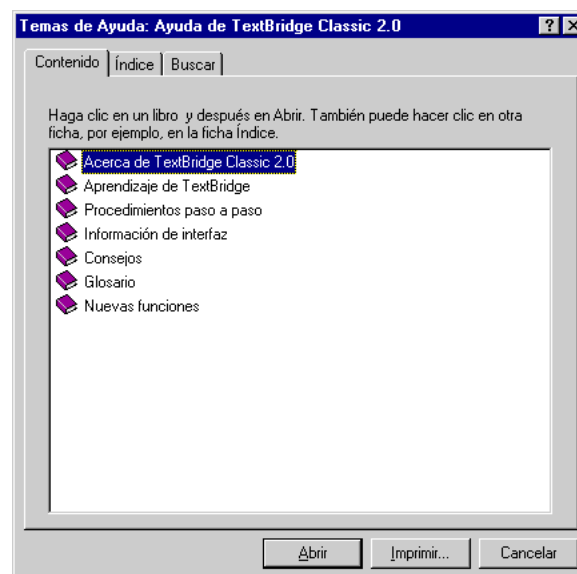 Temas de Ayuda: Ayuda de TextBridge Classic 2.0
Contenido Índice Buscar
Haga clic en un libro y después en Abrir. También puede hacer clic en otra
ficha, por ejemplo, en la ficha Índice.
Acerca de TextBridge Classic 2.0
Aprendizaje de TextBridge
Procedimientos paso a paso
Información de interfaz
Consejos
Glosario
Nuevas funciones
Abrir Imprimir... Cancelar